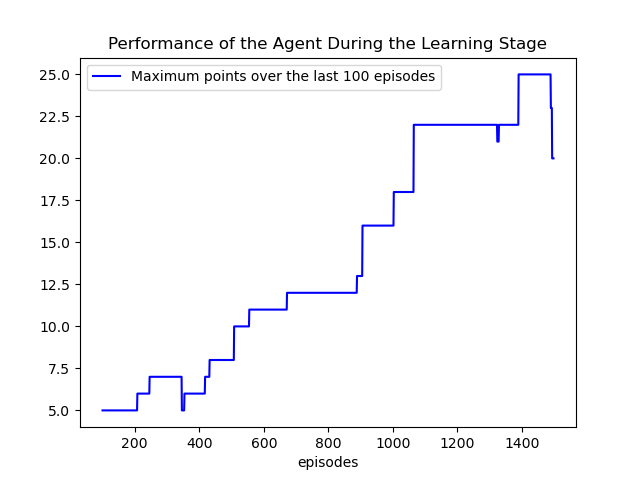 Performance of the Agent During the Learning Stage
Maximum points over the last 100 episodes
25.0
22.5
20.0
17.5
15.0
12.5
10.0
7.5
5.0
200 400 600 800 1000 1200 1400
episodes